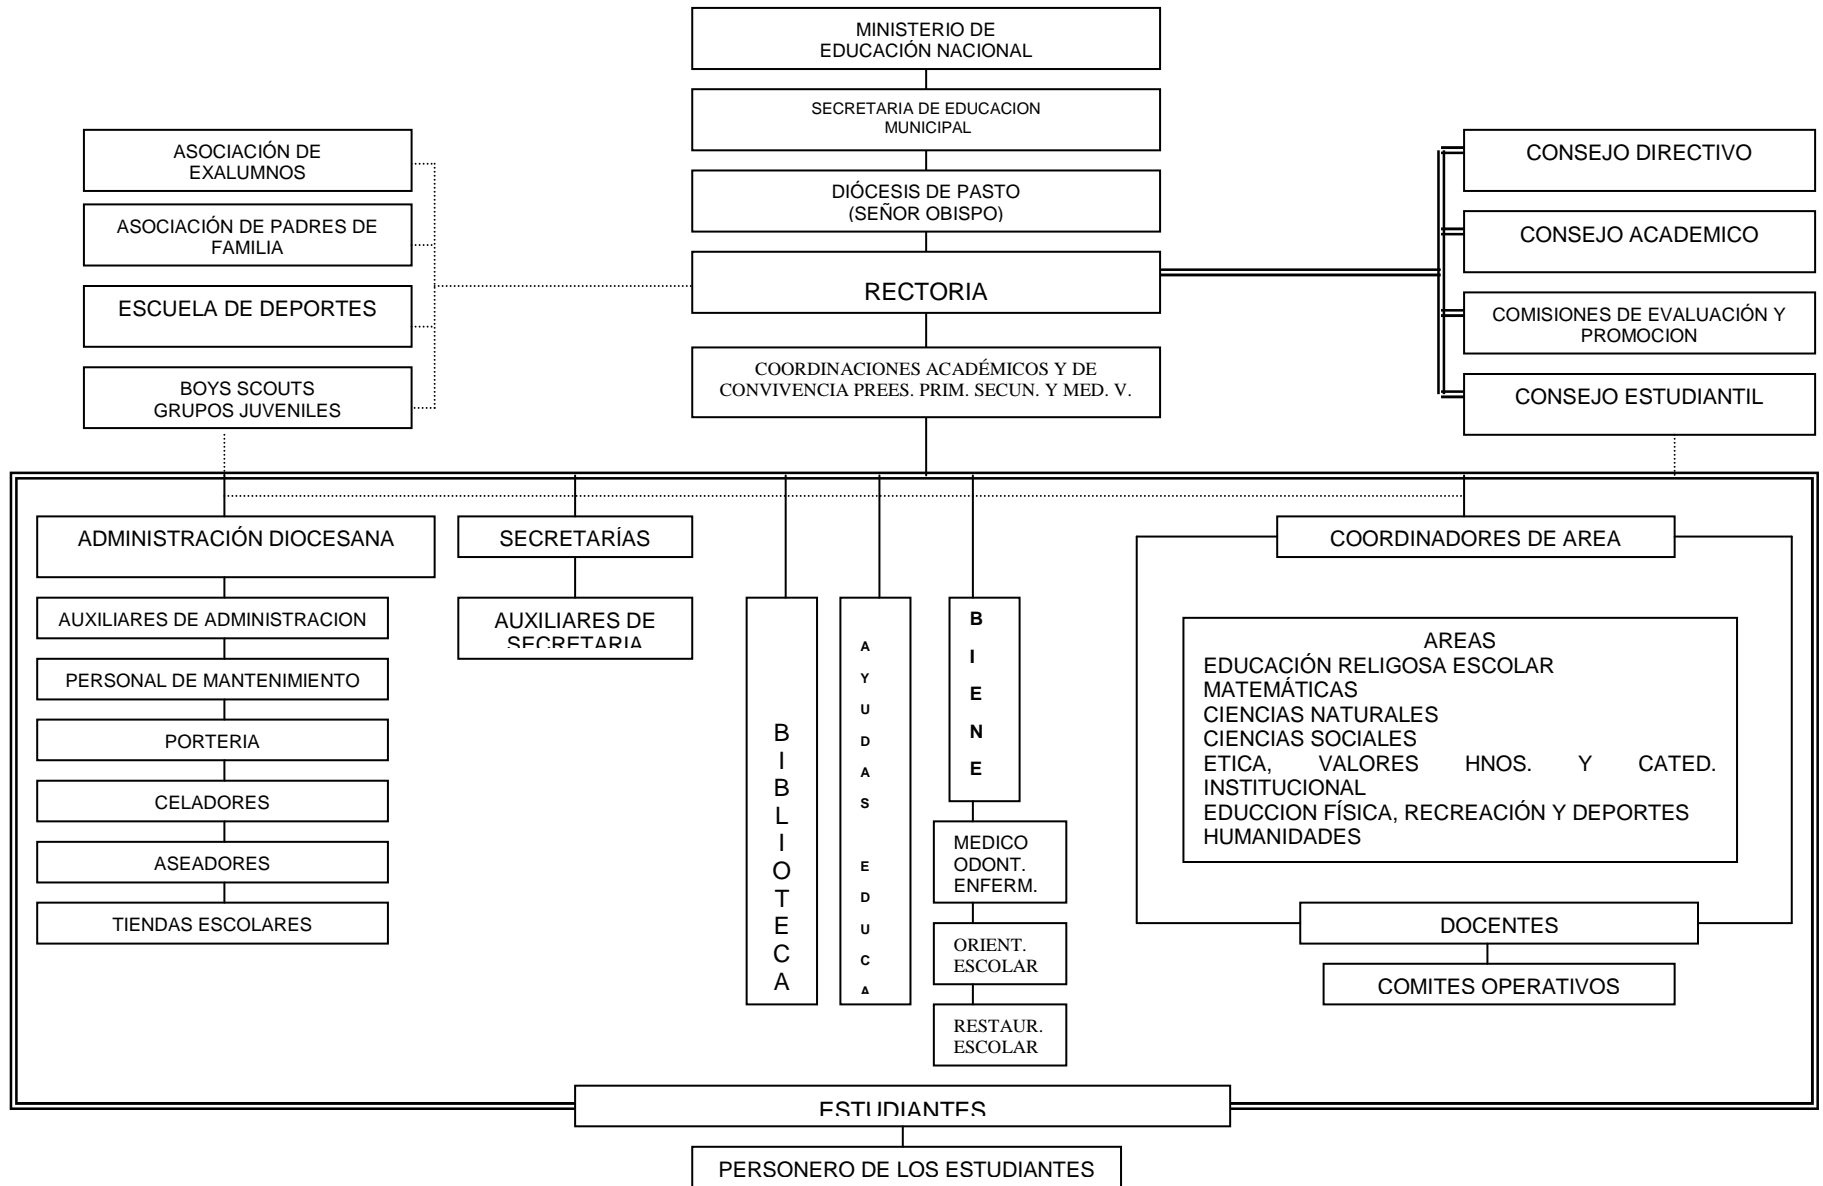 MINISTERIO DE
EDUCACIÓN NACIONAL
SECRETARIA DE EDUCACION
MUNICIPAL
DIÓCESIS DE PASTO
(SEÑOR OBISPO)
RECTORIA
COORDINACIONES ACADÉMICOS Y DE
CONVIVENCIA PREES. PRIM. SECUN. Y MED. V.
ASOCIACIÓN DE
EXALUMNOS
ASOCIACIÓN DE PADRES DE
FAMILIA
ESCUELA DE DEPORTES
BOYS SCOUTS
GRUPOS JUVENILES
CONSEJO DIRECTIVO
CONSEJO ACADEMICO
COMISIONES DE EVALUACIÓN Y
PROMOCION
CONSEJO ESTUDIANTIL
ADMINISTRACIÓN DIOCESANA
AUXILIARES DE ADMINISTRACION
PERSONAL DE MANTENIMIENTO
PORTERIA
CELADORES
ASEADORES
TIENDAS ESCOLARES
SECRETARÍAS
AUXILIARES DE
SECRETARIA
BIBLIOTECA
AYUDAS EDUCA
BIENE
MEDICO
ODONT.
ENFERM.
ORIENT.
ESCOLAR
RESTAUR.
ESCOLAR
COORDINADORES DE AREA
AREAS
EDUCACIÓN RELIGOSA ESCOLAR
MATEMÁTICAS
CIENCIAS NATURALES
CIENCIAS SOCIALES
ETICA, VALORES HNOS. Y CATED.
INSTITUCIONAL
EDUCCION FÍSICA, RECREACIÓN Y DEPORTES
HUMANIDADES
DOCENTES
COMITES OPERATIVOS
ESTUDIANTES
PERSONERO DE LOS ESTUDIANTES